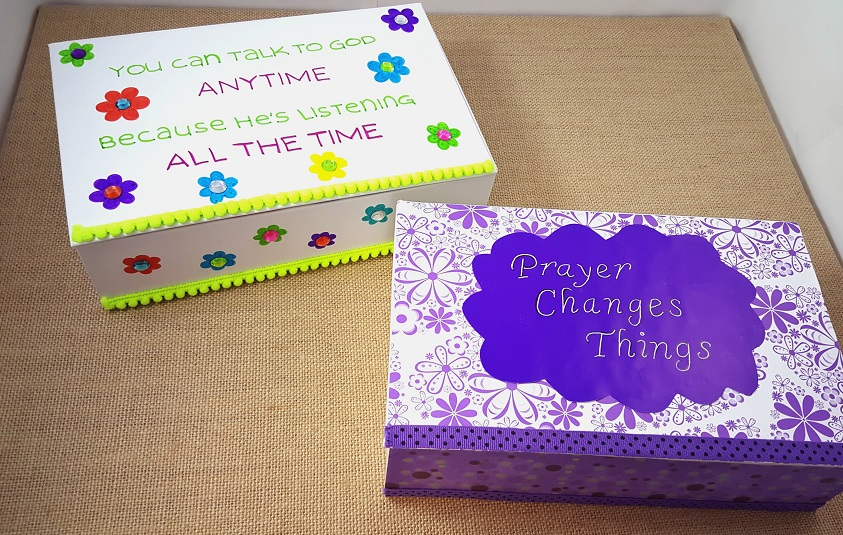 You can Talk To God
ANYTIME
Because He's Listening
ALL THE TIME
Prayer
Changes
Things